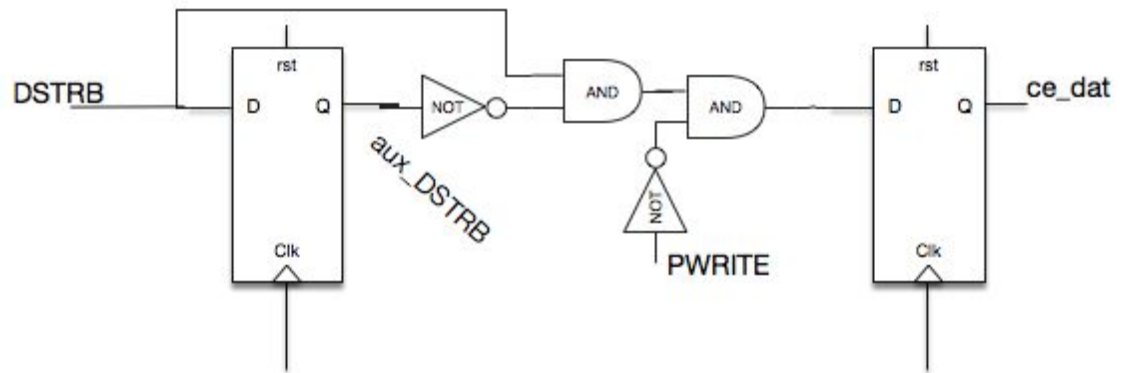 DSTRB
rst
D
Q
Clk
aux_DSTRB
NOT
AND
AND
NOT
PWRITE
rst
D
Q
Clk
ce_dat